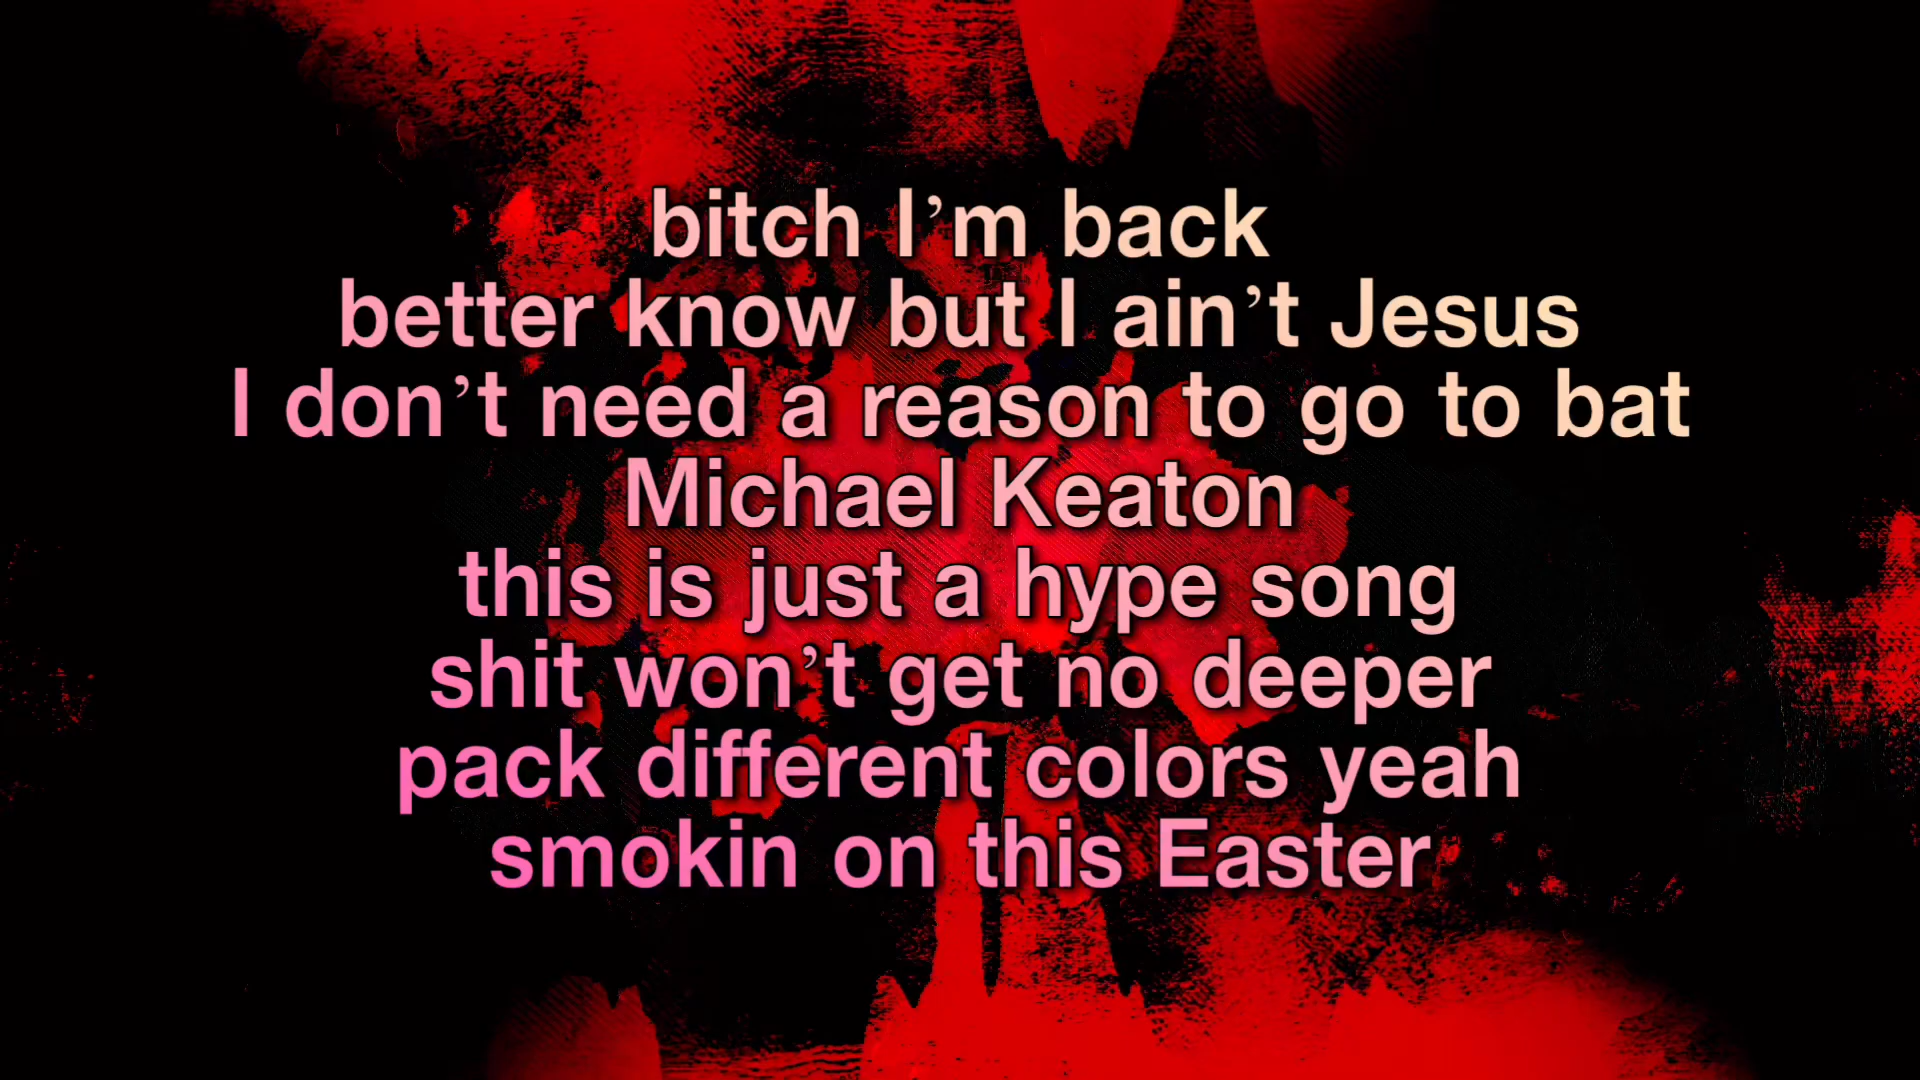 bitch I’m back
better know but I ain’t Jesus
I don’t need a reason to go to bat
Michael Keaton
this is just a hype song
shit won’t get no deeper
pack different colors yeah
smokin on this Easter